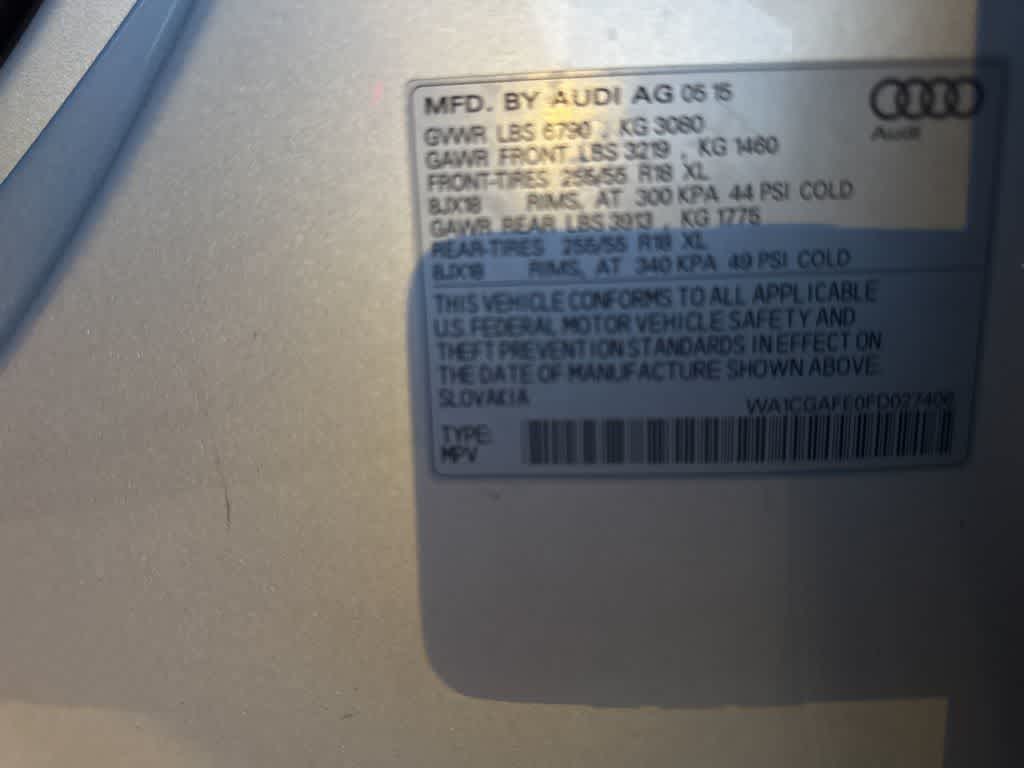 MFD. BY AUDI AG 05 15
Audi
GVWR LBS 6790 , KG 3080
GAWR FRONT LBS 3219 , KG 1460
FRONT-TIRES 255/55 R18 XL
8JX18 RIMS, AT 300 KPA 44 PSI COLD
GAWR REAR LBS 3913 , KG 1775
REAR-TIRES 255/55 R18 XL
8JX18 RIMS, AT 340 KPA 49 PSI COLD
THIS VEHICLE CONFORMS TO ALL APPLICABLE
US FEDERAL MOTOR VEHICLE SAFETY AND
THEFT PREVENTION STANDARDS IN EFFECT ON
THE DATE OF MANUFACTURE SHOWN ABOVE.
SLOVAKIA
TYPE:
MPV